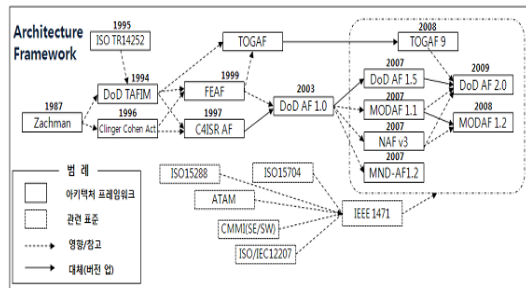 Architecture
Framework
1995
ISO TR14252
1994
DoD TAFIM
1987
Zachman
1996
Clinger Cohen Act
TOGAF
1999
FEAF
1997
C4ISR AF
2003
DoD AF 1.0
2008
TOGAF 9
2007
DoD AF 1.5
2009
DoD AF 2.0
2007
MODAF 1.1
2008
MODAF 1.2
2007
NAF v3
2007
MND-AF1.2
ISO15288
ISO15704
ATAM
IEEE 1471
CMMI(SE/SW)
ISO/IEC12207
범 례
아키텍처 프레임워크
관련 표준
영향/참고
대체(버전 업)